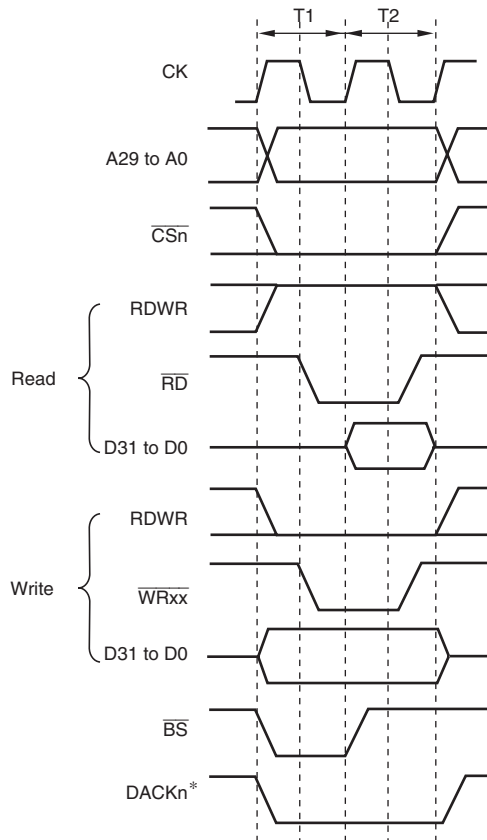 T1 T2
CK
A29 to A0
CSn
RDWR
Read
RD
D31 to D0
RDWR
Write
WRxx
D31 to D0
BS
DACKn*